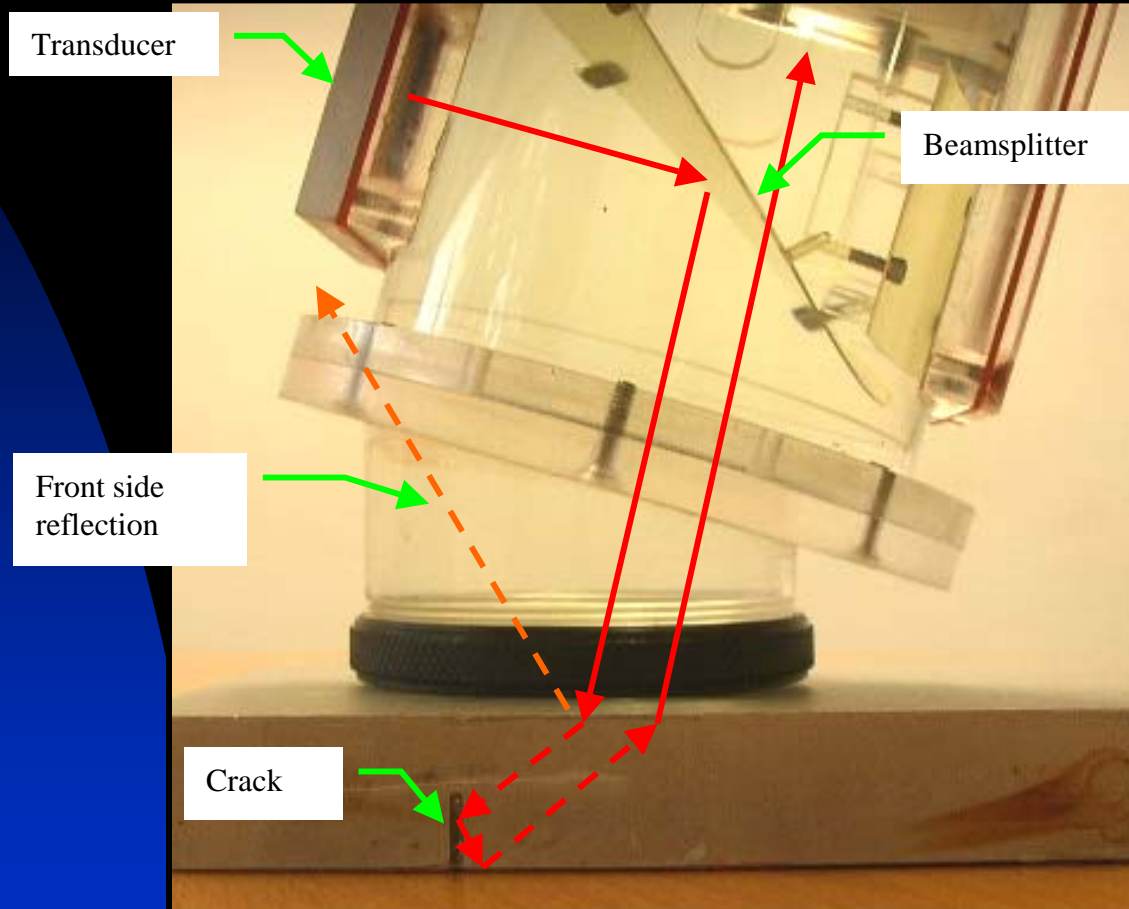 Transducer
Beamsplitter
Front side
reflection
Crack